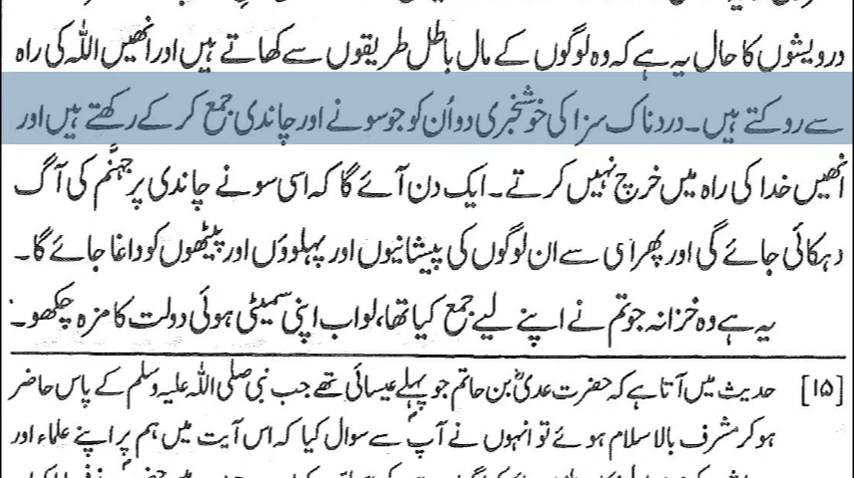 درویشوں کا حال یہ ہے کہ وہ لوگوں کے مال باطل طریقوں سے کھاتے ہیں اور انھیں اللہ کی راہ
سے روکتے ہیں۔ دردناک سزا کی خوشخبری دو اُن کو جو سونے اور چاندی جمع کر کے رکھتے ہیں اور
انھیں خدا کی راہ میں خرچ نہیں کرتے۔ ایک دن آئے گا کہ اسی سونے چاندی پر جہنّم کی آگ
دہکائی جائے گی اور پھر اسی سے ان لوگوں کی پیشانیوں اور پہلوؤں اور پیٹھوں کو داغا جائے گا۔
یہ ہے وہ خزانہ جو تم نے اپنے لیے جمع کیا تھا، لو اب اپنی سمیٹی ہوئی دولت کا مزہ چکھو۔
[۱۵] حدیث میں آتا ہے کہ حضرت عدیؓ بن حاتم جو پہلے عیسائی تھے جب نبی صلی اللہ علیہ وسلم کے پاس حاضر
ہو کر مشرف بالاسلام ہوئے تو انہوں نے آپؐ سے سوال کیا کہ اس آیت میں ہم پر اپنے علماء اور